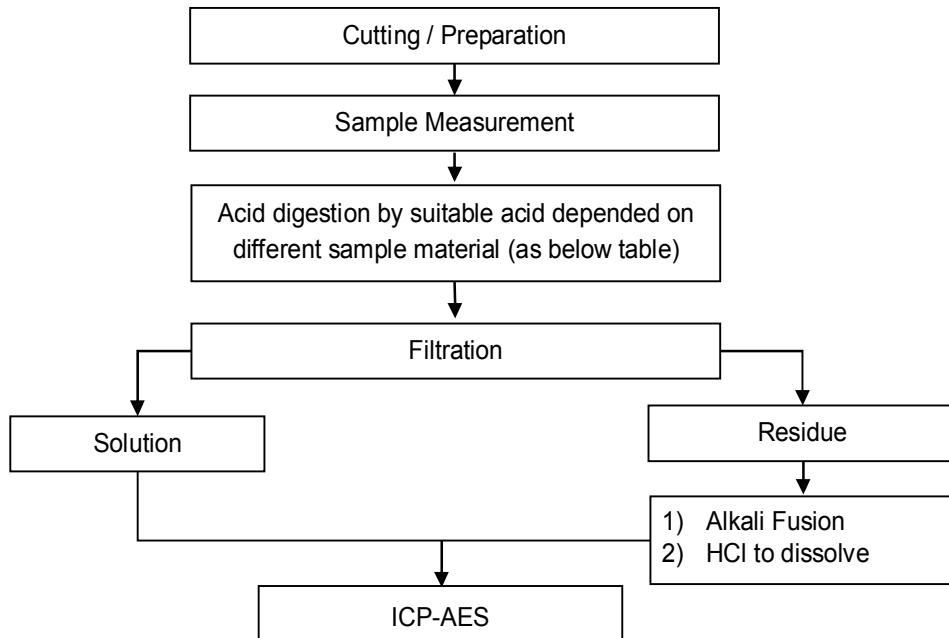 Cutting / Preparation
Sample Measurement
Acid digestion by suitable acid depended on
different sample material (as below table)
Filtration
Solution
Residue
1) Alkali Fusion
2) HCl to dissolve
ICP-AES